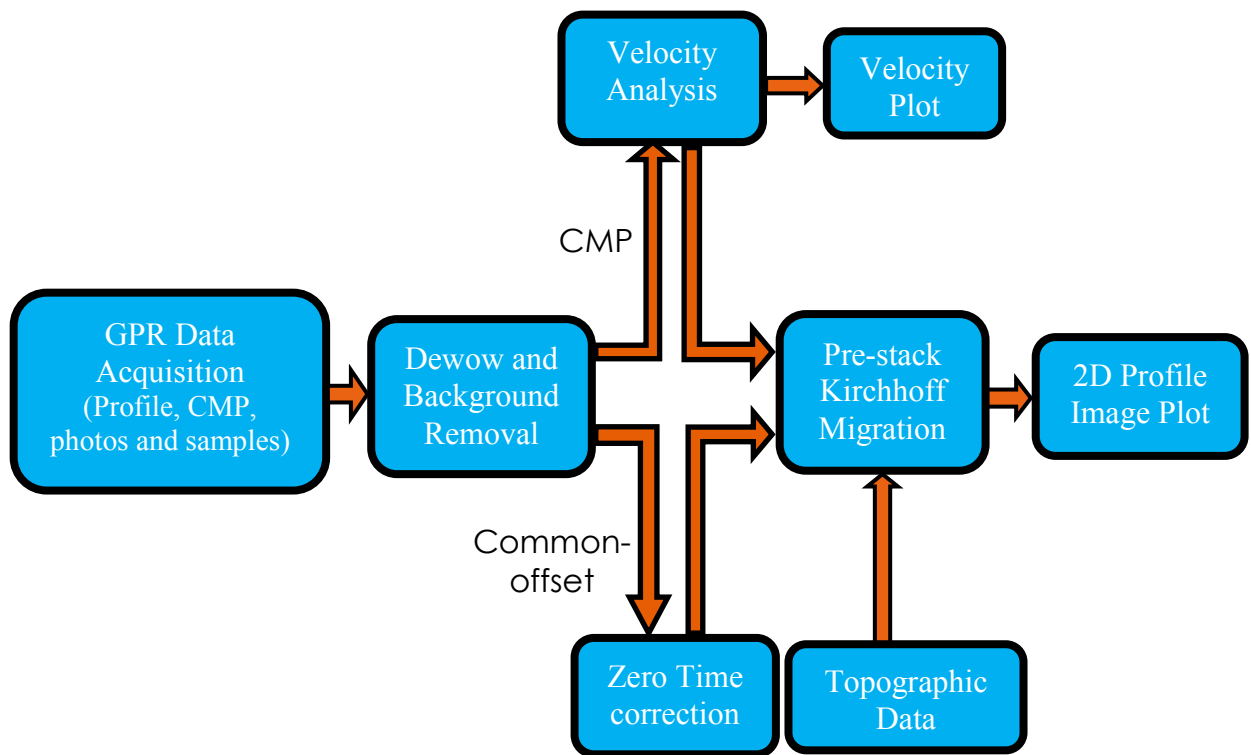 Velocity
Analysis
Velocity
Plot
CMP
GPR Data
Acquisition
(Profile, CMP,
photos and samples)
Dewow and
Background
Removal
Pre-stack
Kirchhoff
Migration
2D Profile
Image Plot
Common-
offset
Zero Time
correction
Topographic
Data